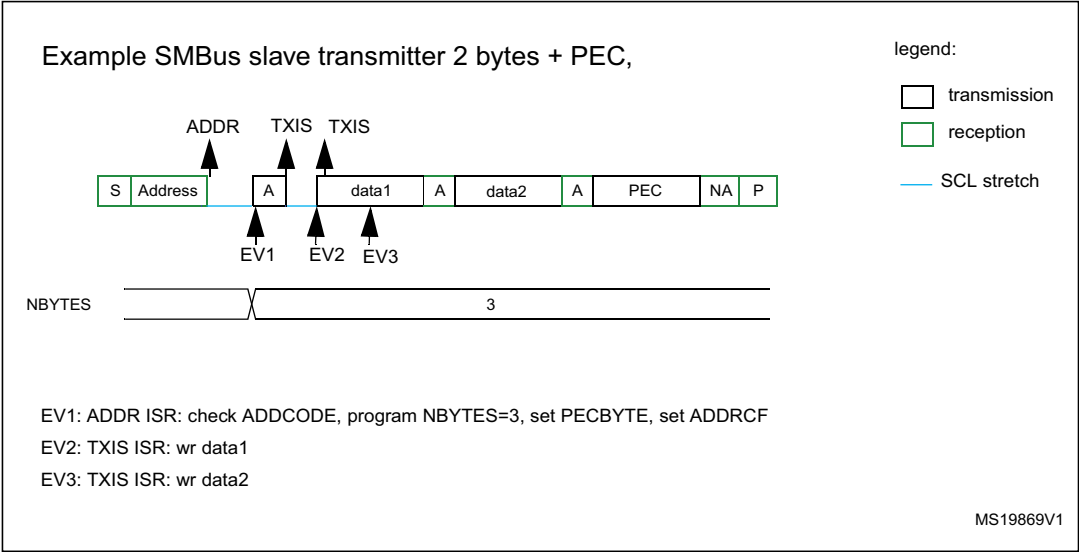 Example SMBus slave transmitter 2 bytes + PEC,
legend:
transmission
reception
SCL stretch
ADDR TXIS TXIS
S Address A data1 A data2 A PEC NA P
EV1 EV2 EV3
NBYTES 3
EV1: ADDR ISR: check ADDCODE, program NBYTES=3, set PECBYTE, set ADDRCF
EV2: TXIS ISR: wr data1
EV3: TXIS ISR: wr data2
MS19869V1